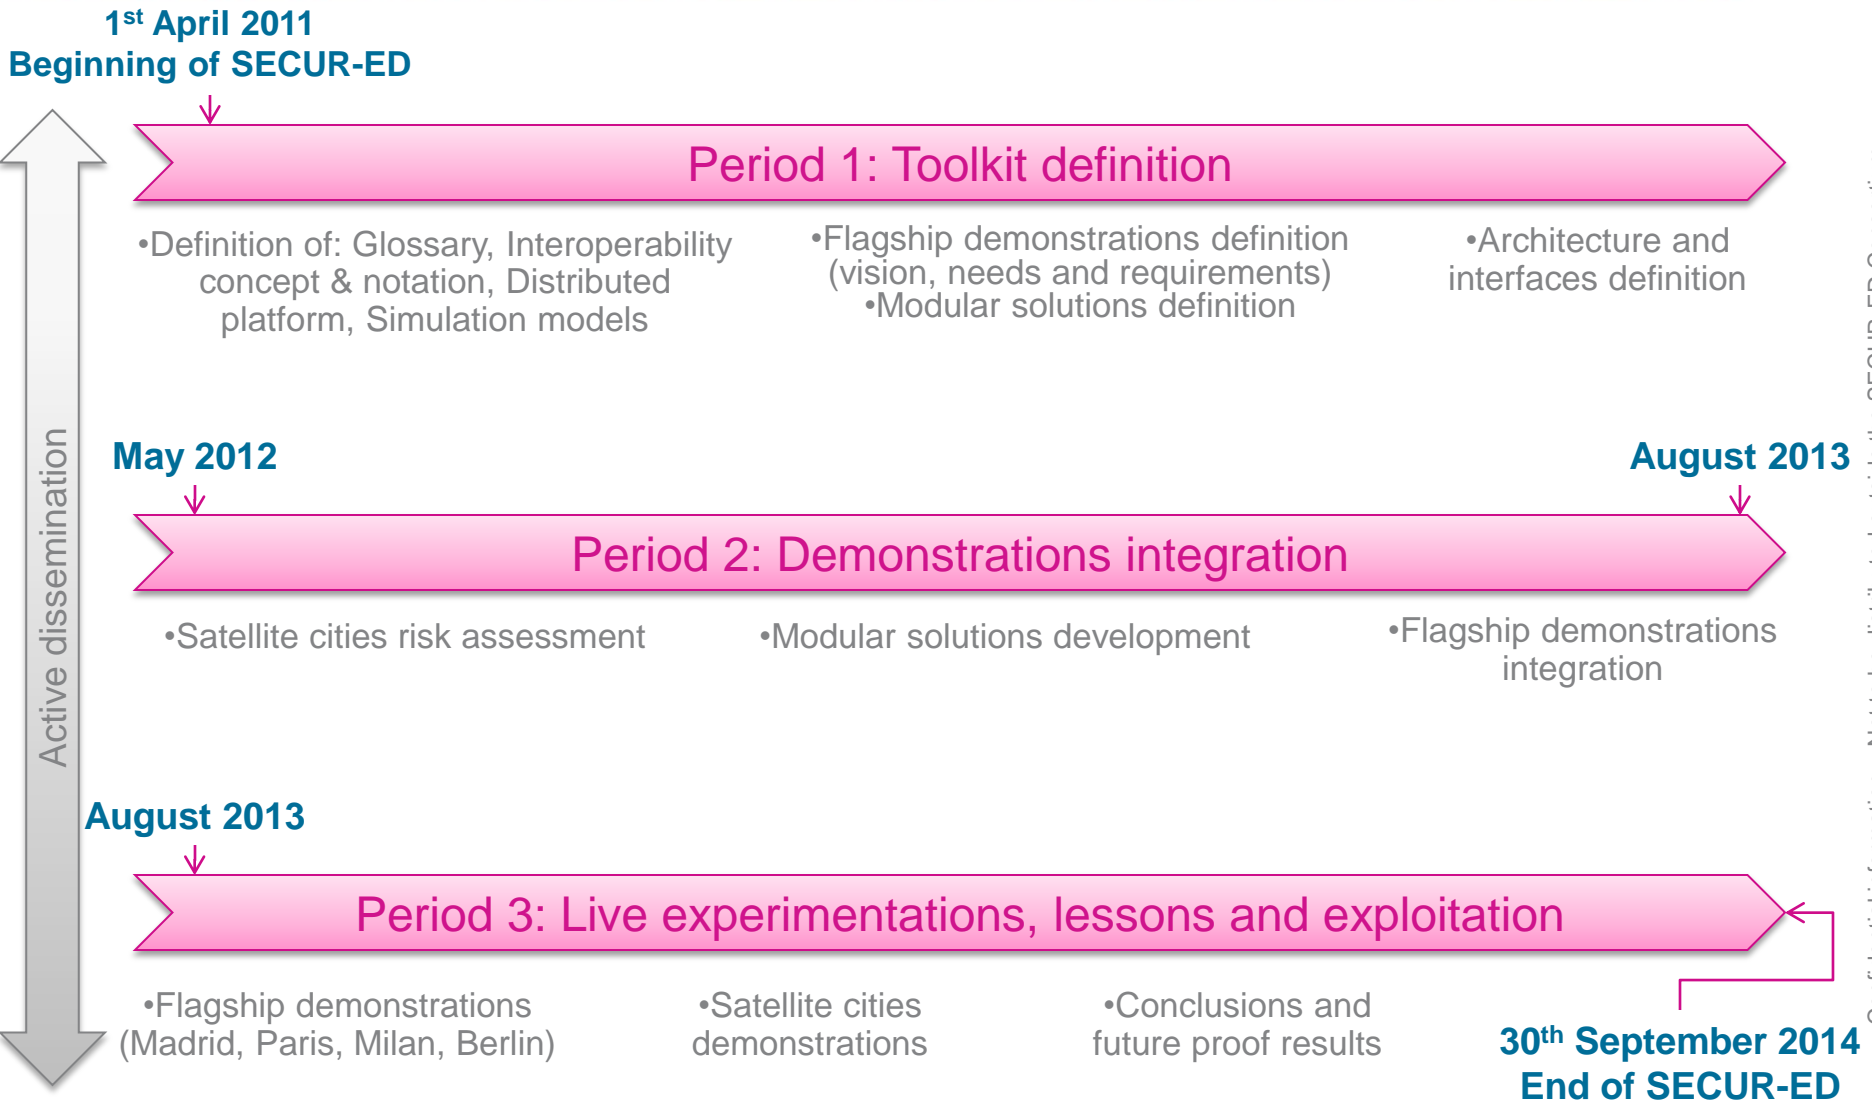 1st April 2011
Beginning of SECUR-ED
Period 1: Toolkit definition
•Definition of: Glossary, Interoperability
concept & notation, Distributed
platform, Simulation models
•Flagship demonstrations definition
(vision, needs and requirements)
•Modular solutions definition
•Architecture and
interfaces definition
Active dissemination
May 2012
August 2013
Period 2: Demonstrations integration
•Satellite cities risk assessment
•Modular solutions development
•Flagship demonstrations
integration
August 2013
Period 3: Live experimentations, lessons and exploitation
•Flagship demonstrations
(Madrid, Paris, Milan, Berlin)
•Satellite cities
demonstrations
•Conclusions and
future proof results
30th September 2014
End of SECUR-ED